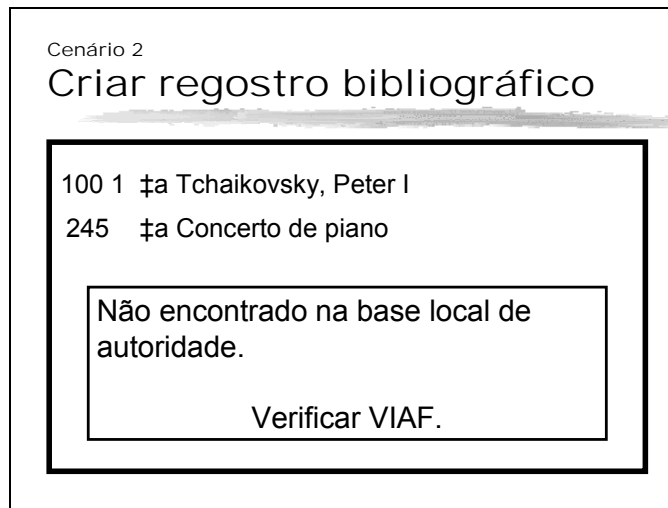 Cenário 2
Criar regostro bibliográfico
100 1 ‡a Tchaikovsky, Peter I
245 ‡a Concerto de piano
Não encontrado na base local de
autoridade.
Verificar VIAF.